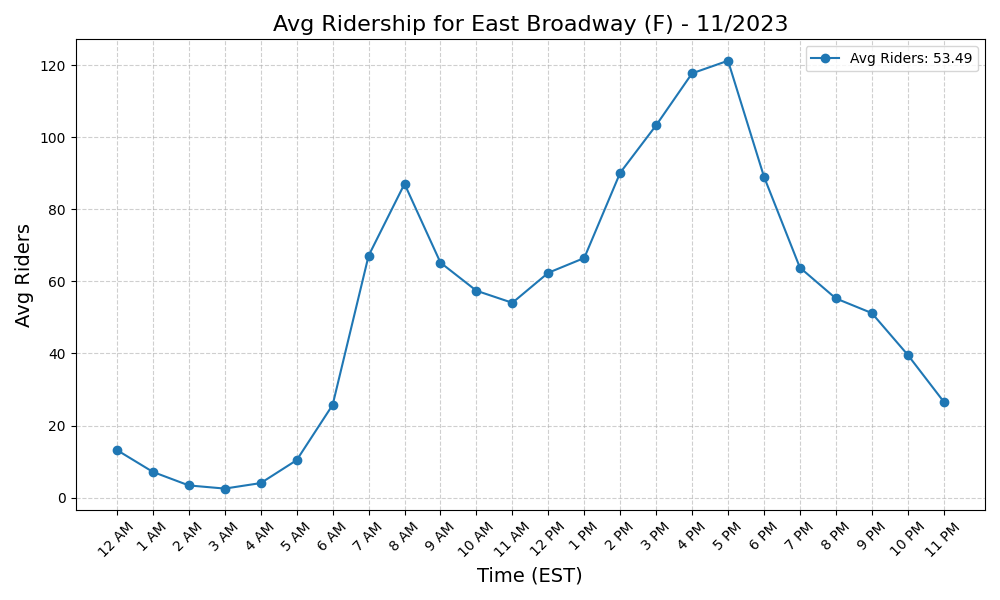 Avg Ridership for East Broadway (F) - 11/2023
Avg Riders: 53.49
Avg Riders
120
100
80
60
40
20
0
12 AM
1 AM
2 AM
3 AM
4 AM
5 AM
6 AM
7 AM
8 AM
9 AM
10 AM
11 AM
12 PM
1 PM
2 PM
3 PM
4 PM
5 PM
6 PM
7 PM
8 PM
9 PM
10 PM
11 PM
Time (EST)